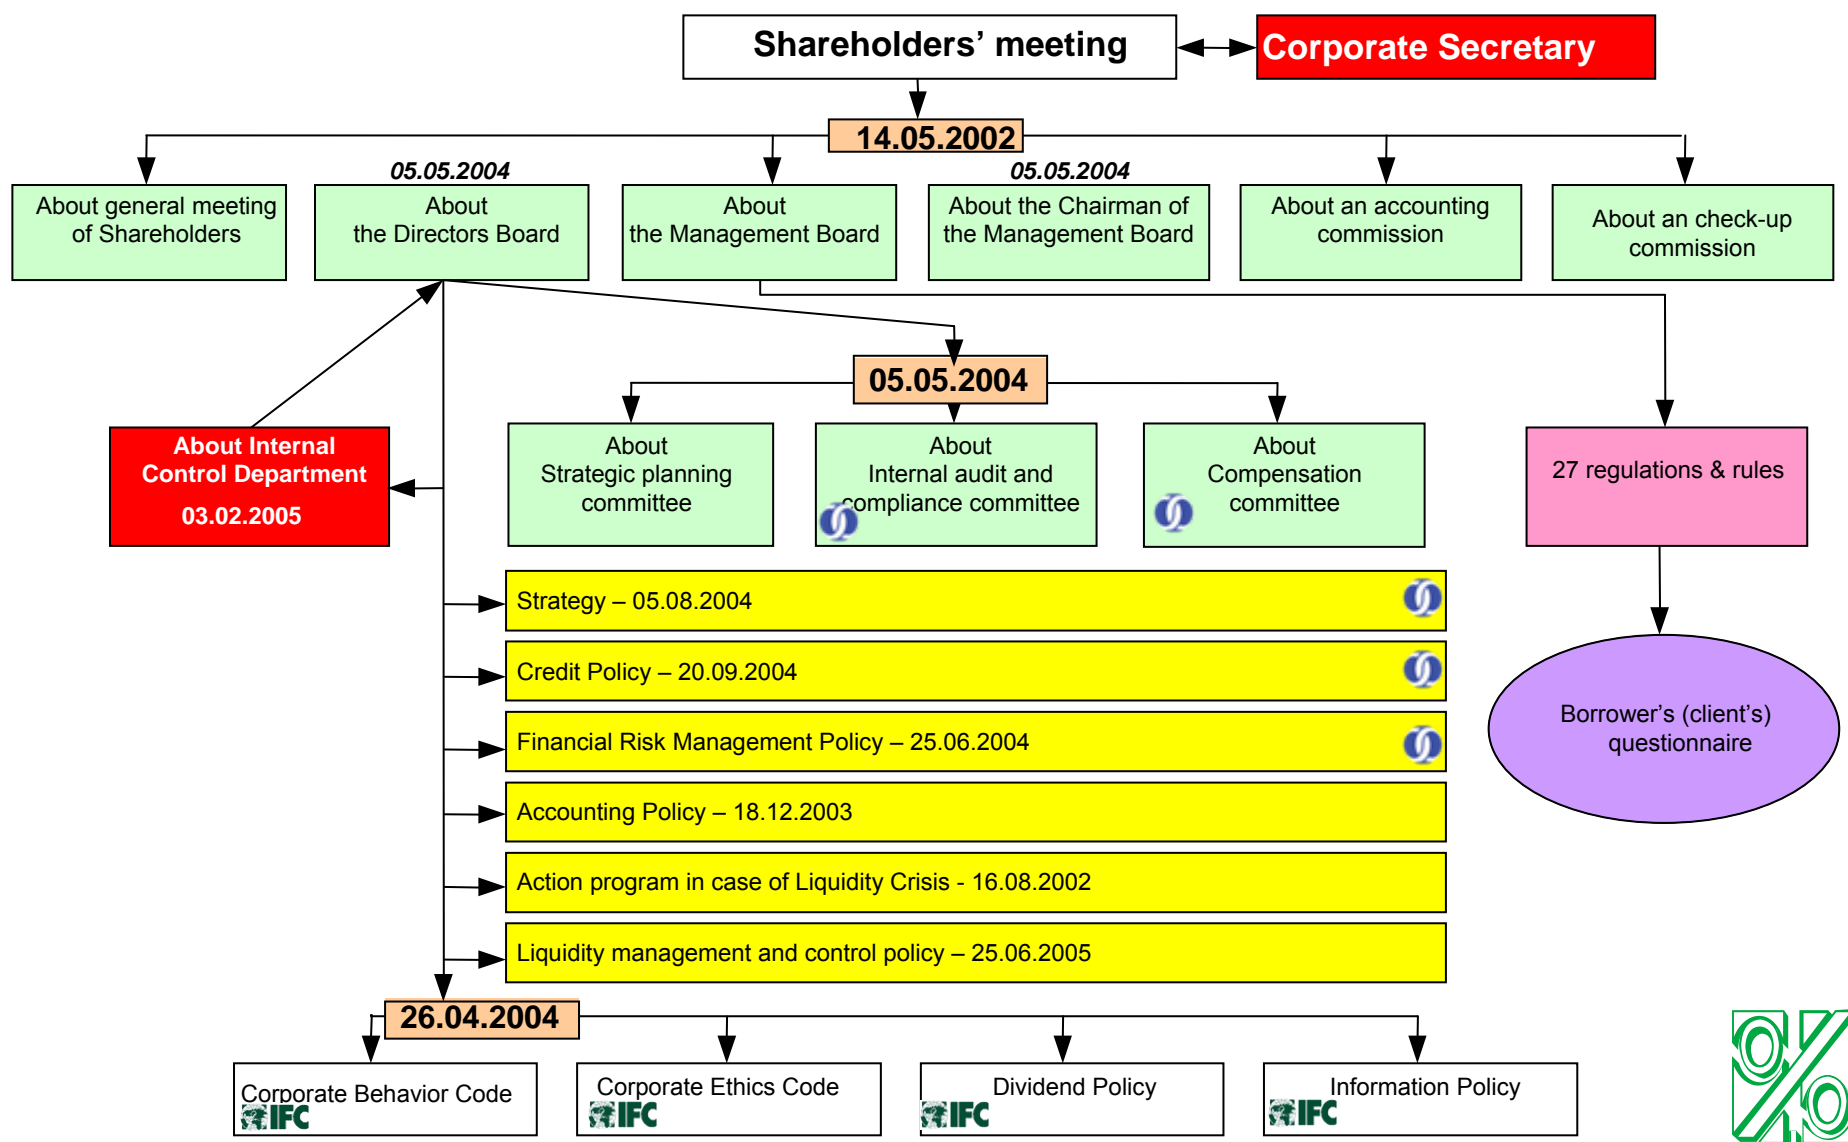 Shareholders’ meeting
Corporate Secretary
14.05.2002
05.05.2004
05.05.2004
About general meeting
of Shareholders
About
the Directors Board
About
the Management Board
About the Chairman of
the Management Board
About an accounting
commission
About an check-up
commission
05.05.2004
About Internal
Control Department
03.02.2005
About
Strategic planning
committee
About
Internal audit and
compliance committee
About
Compensation
committee
27 regulations & rules
Strategy – 05.08.2004
Credit Policy – 20.09.2004
Financial Risk Management Policy – 25.06.2004
Accounting Policy – 18.12.2003
Action program in case of Liquidity Crisis - 16.08.2002
Liquidity management and control policy – 25.06.2005
Borrower’s (client’s)
questionnaire
26.04.2004
Corporate Behavior Code
IFC
Corporate Ethics Code
IFC
Dividend Policy
IFC
Information Policy
IFC